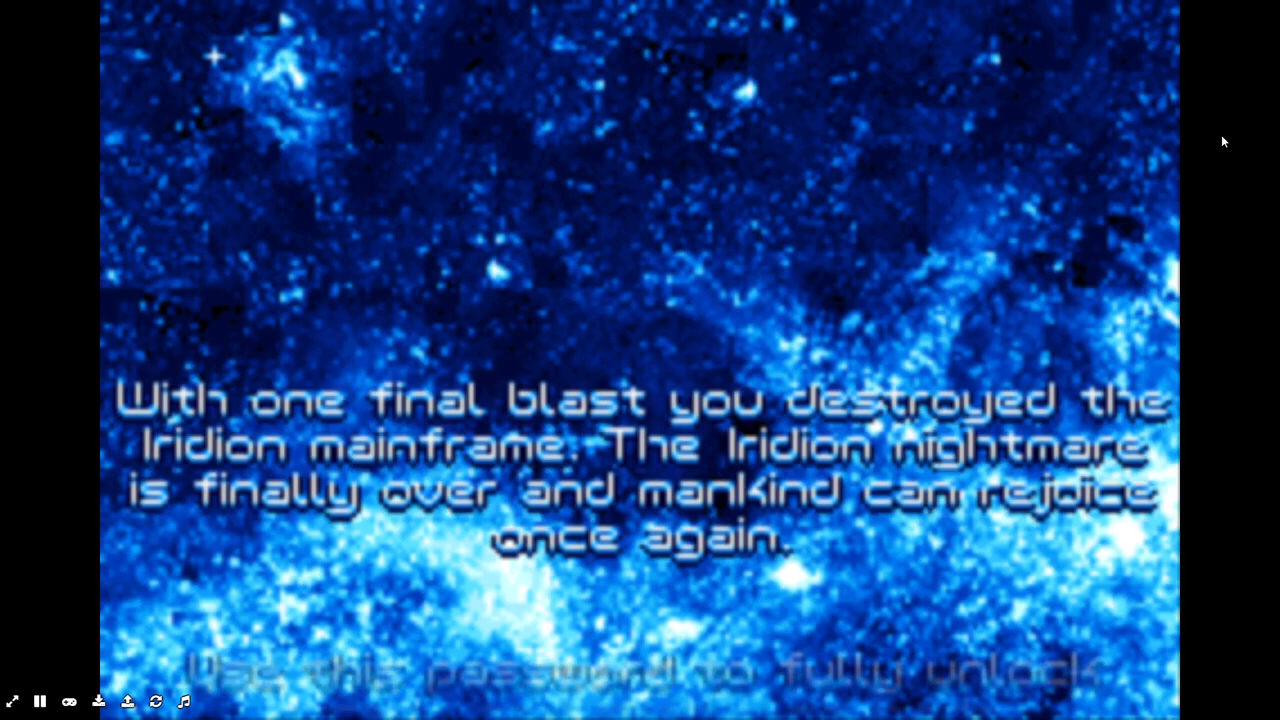 With one final blast you destroyed the
Iridion mainframe. The Iridion nightmare
is finally over and mankind can rejoice
once again.
Use this password to fully unlock